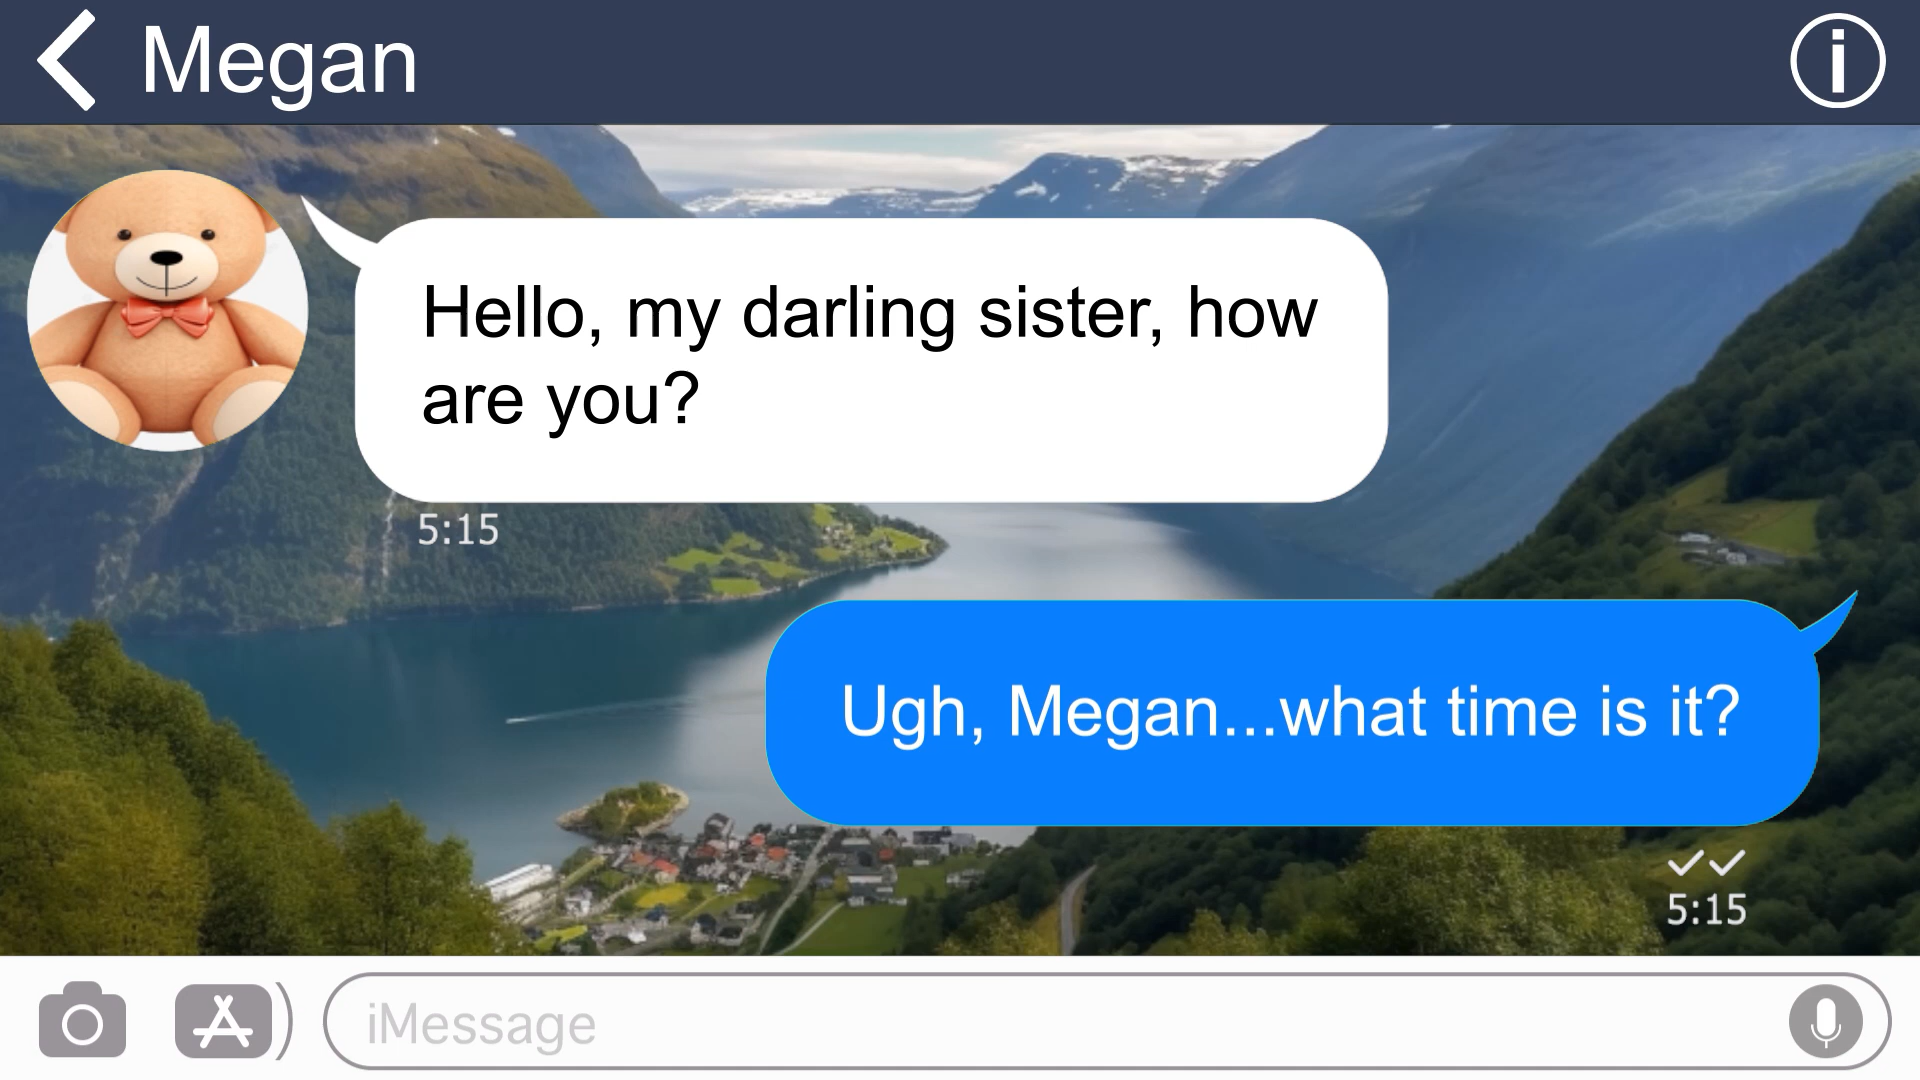 Megan
Hello, my darling sister, how
are you?
5:15
Ugh, Megan...what time is it?
5:15
iMessage